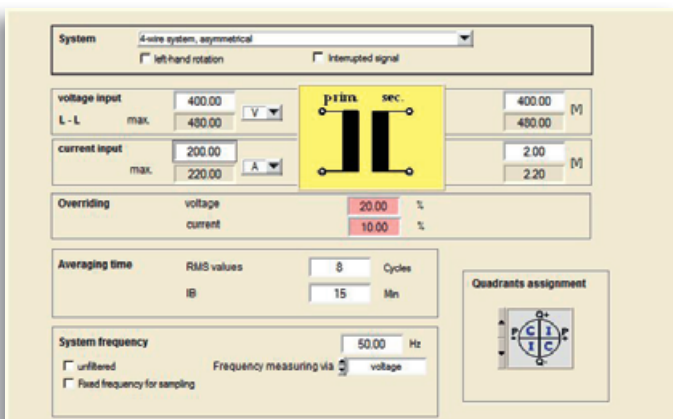 System 4-wire system, asymmetrical
left-hand rotation Interrupted signal
voltage input 400.00 V prim. sec. 400.00 [V]
L - L max. 480.00 480.00
current input 200.00 A 2.00 [V]
max. 220.00 2.20
Overriding voltage 20.00 %
current 10.00 %
Averaging time RMS values 8 Cycles
IB 15 Min
Quadrants assignment
Q+
P- C I P+
I C
Q-
System frequency 50.00 Hz
unfiltered Frequency measuring via voltage
Fixed frequency for sampling